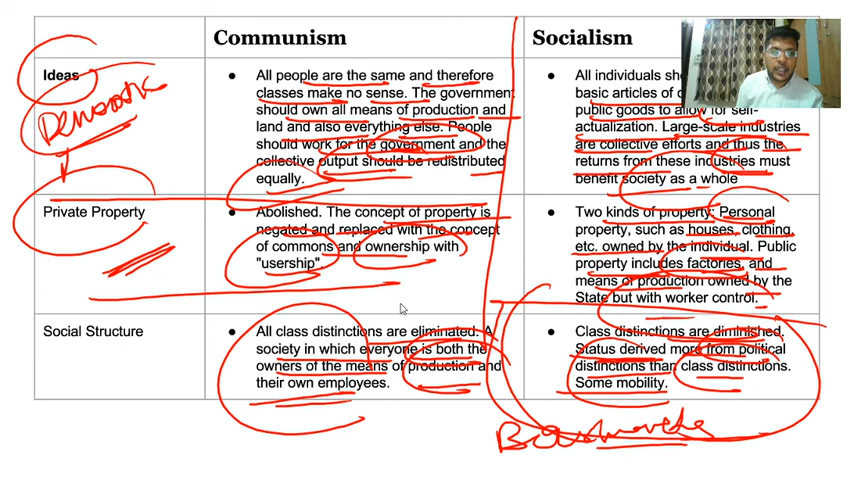 Communism
Socialism
Ideas
All people are the same and therefore
classes make no sense. The government
should own all means of production and
land and also everything else. People
should work for the government and the
collective output should be redistributed
equally.
All individuals
basic articles of
public goods to allow for self-
actualization. Large-scale industries
are collective efforts and thus the
returns from these industries must
benefit society as a whole
Democratic
Private Property
Abolished. The concept of property is
negated and replaced with the concept
of commons and ownership with
"usership".
Two kinds of property: Personal
property, such as houses, clothing,
etc. owned by the individual. Public
property includes factories, and
means of production owned by the
State but with worker control.
Social Structure
All class distinctions are eliminated. A
society in which everyone is both the
owners of the means of production and
their own employees.
Class distinctions are diminished.
Status derived more from political
distinctions than class distinctions.
Some mobility.